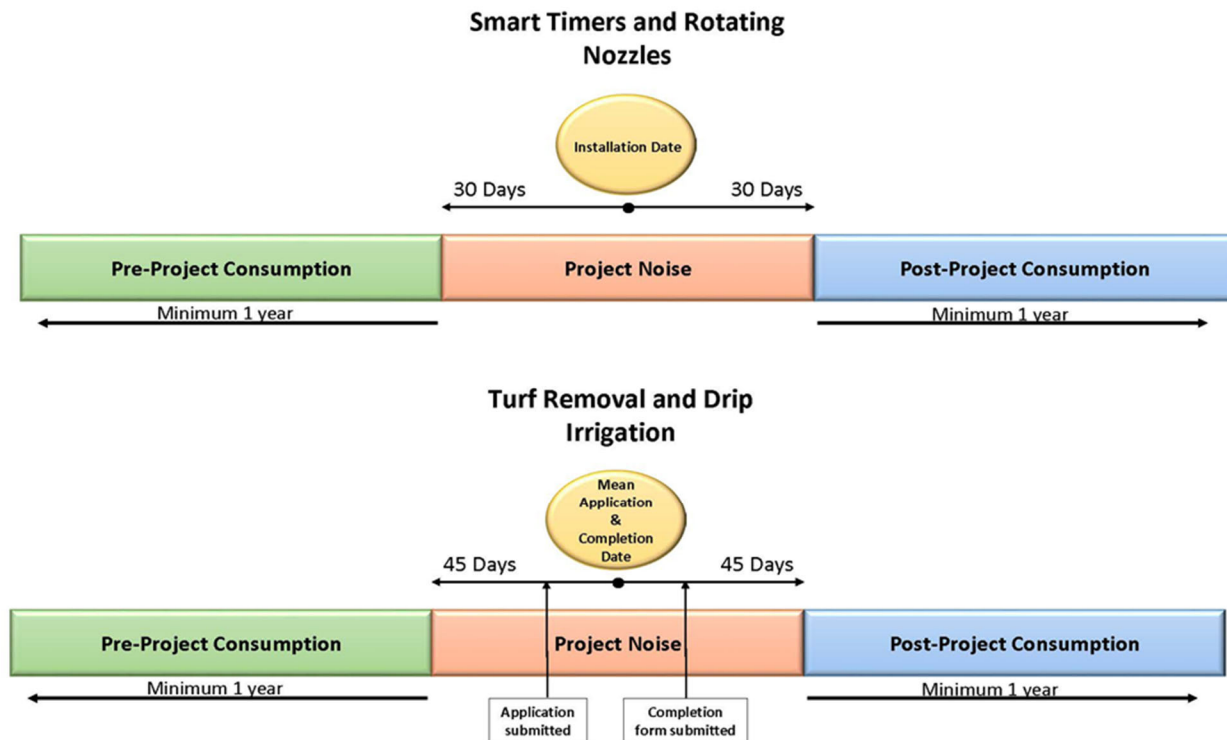 Smart Timers and Rotating
Nozzles
Installation Date
30 Days
30 Days
Pre-Project Consumption
Project Noise
Post-Project Consumption
Minimum 1 year
Minimum 1 year
Turf Removal and Drip
Irrigation
Mean
Application
&
Completion
Date
45 Days
45 Days
Pre-Project Consumption
Project Noise
Post-Project Consumption
Minimum 1 year
Minimum 1 year
Application
submitted
Completion
form submitted